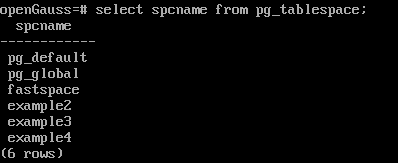 openGauss=# select spcname from pg_tablespace;
spcname
------------
pg_default
pg_global
fastspace
example2
example3
example4
(6 rows)